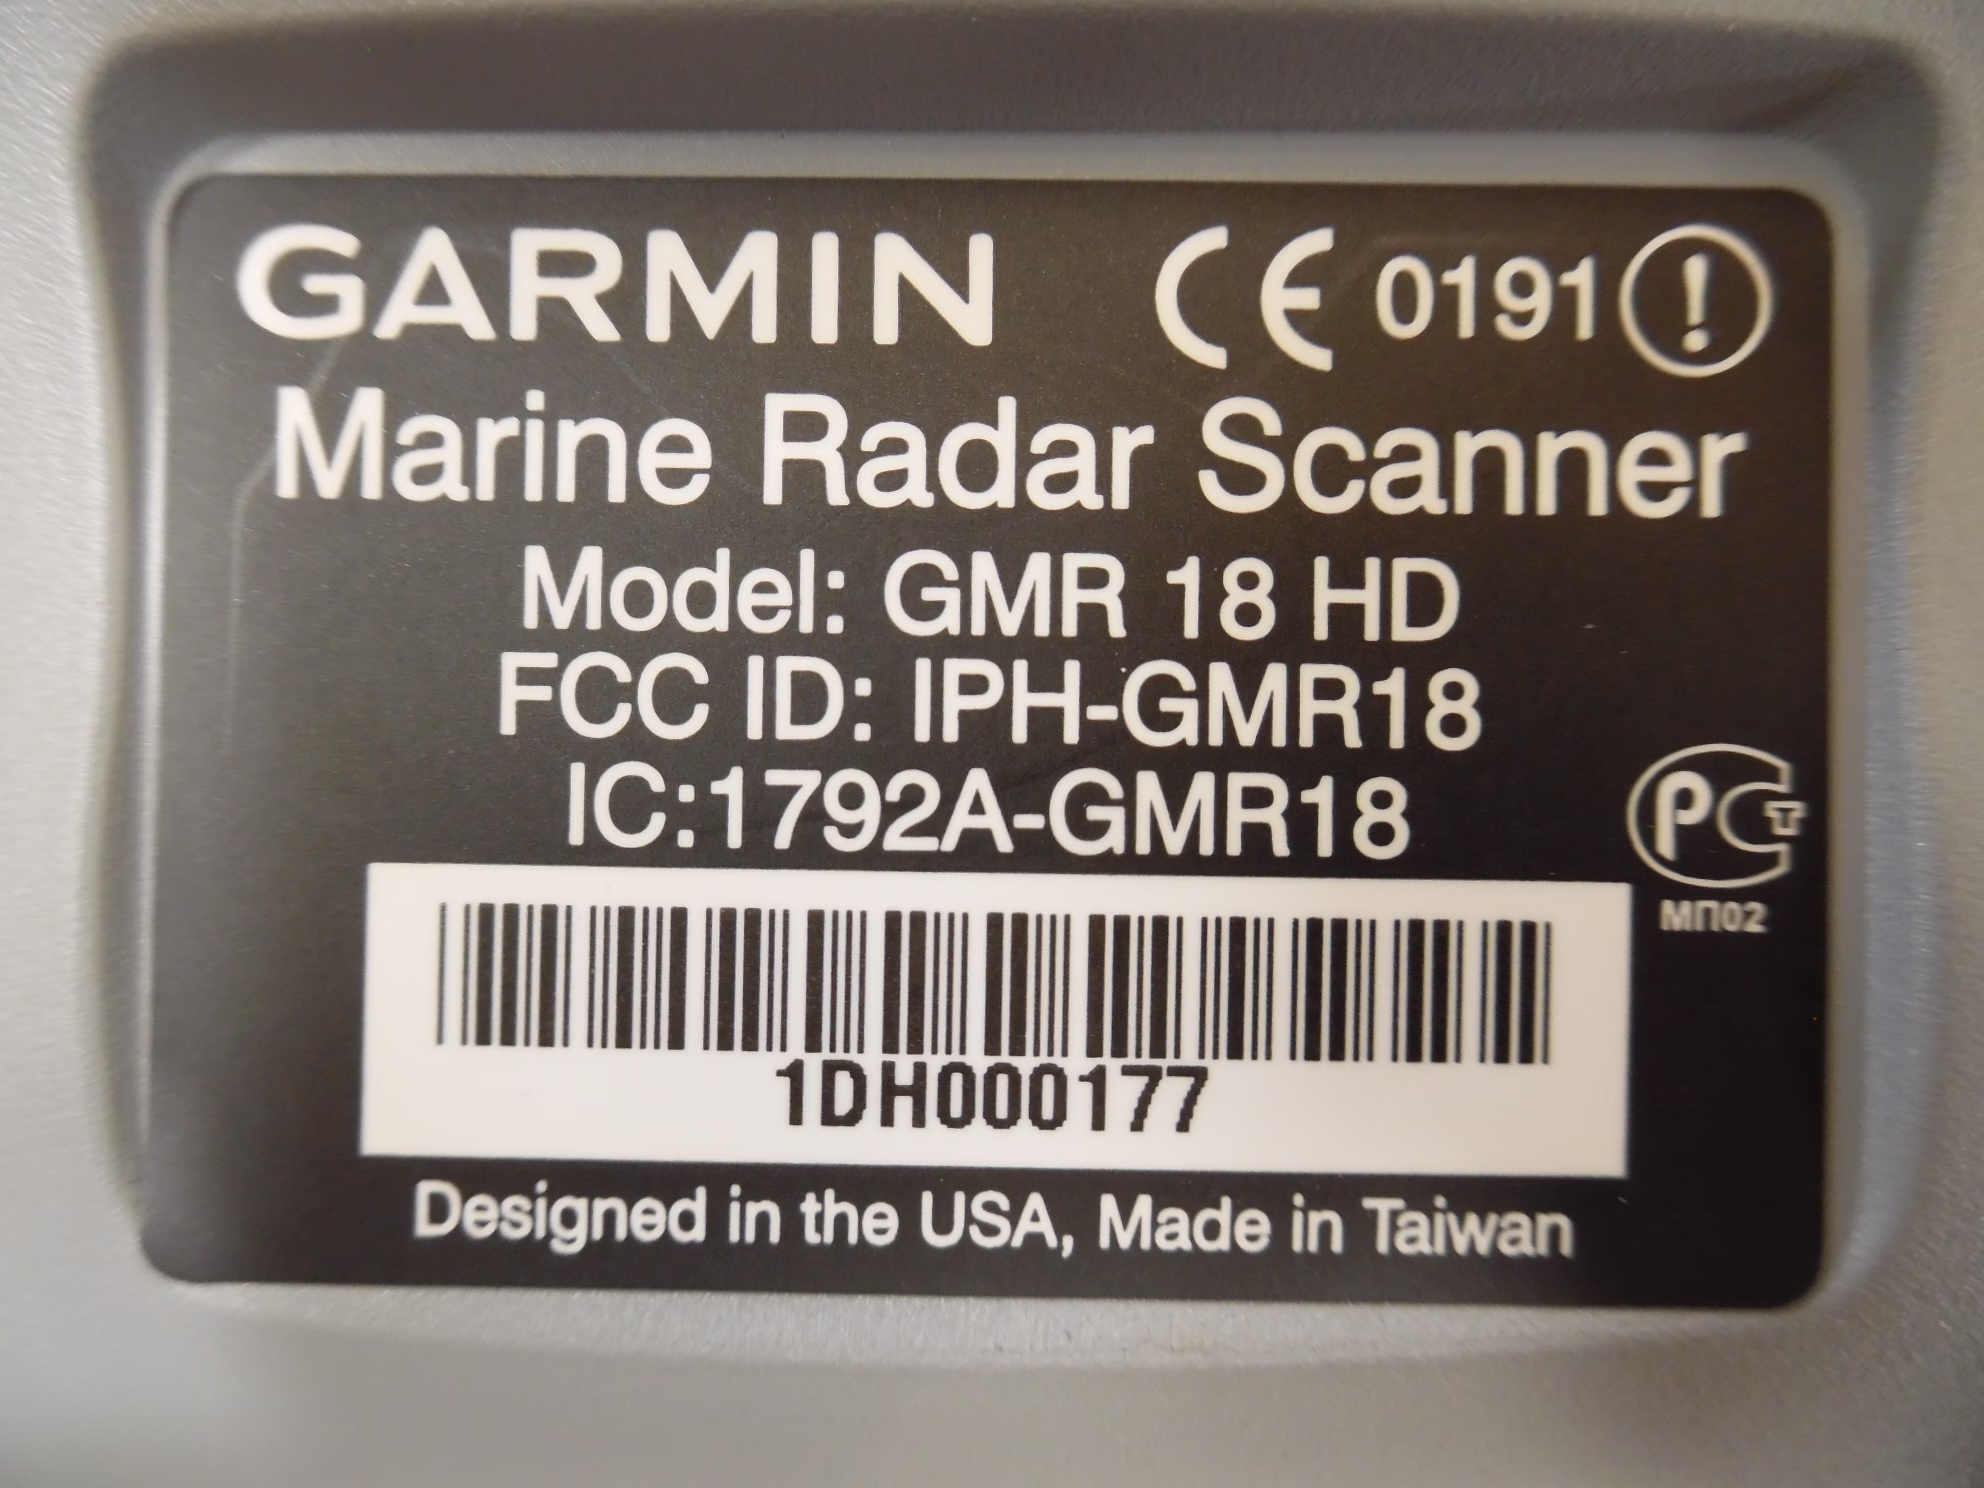 GARMIN CE 0191 !
Marine Radar Scanner
Model: GMR 18 HD
FCC ID: IPH-GMR18
IC:1792A-GMR18
РСТ
МП02
1DH000177
Designed in the USA, Made in Taiwan